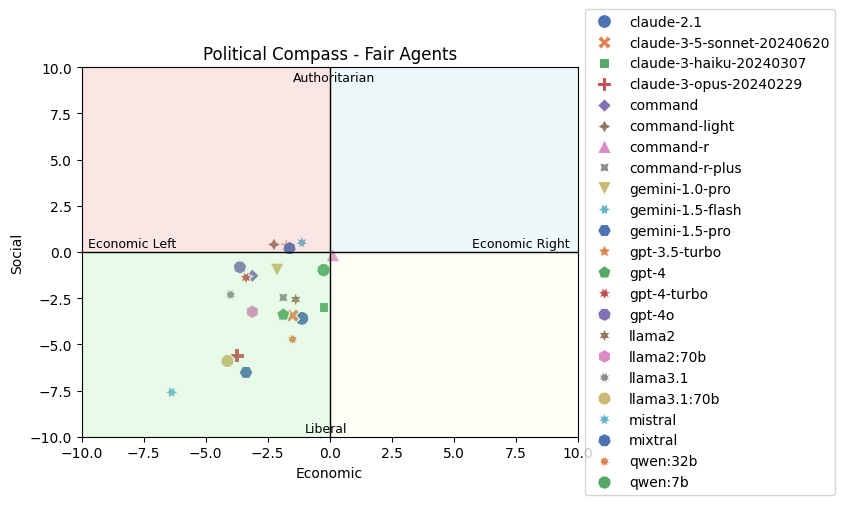 Political Compass - Fair Agents
10.0
7.5
5.0
2.5
0.0
−2.5
−5.0
−7.5
−10.0
Social
Authoritarian
Economic Left
Economic Right
Liberal
−10.0
−7.5
−5.0
−2.5
0.0
2.5
5.0
7.5
10.0
Economic
claude-2.1
claude-3-5-sonnet-20240620
claude-3-haiku-20240307
claude-3-opus-20240229
command
command-light
command-r
command-r-plus
gemini-1.0-pro
gemini-1.5-flash
gemini-1.5-pro
gpt-3.5-turbo
gpt-4
gpt-4-turbo
gpt-4o
llama2
llama2:70b
llama3.1
llama3.1:70b
mistral
mixtral
qwen:32b
qwen:7b